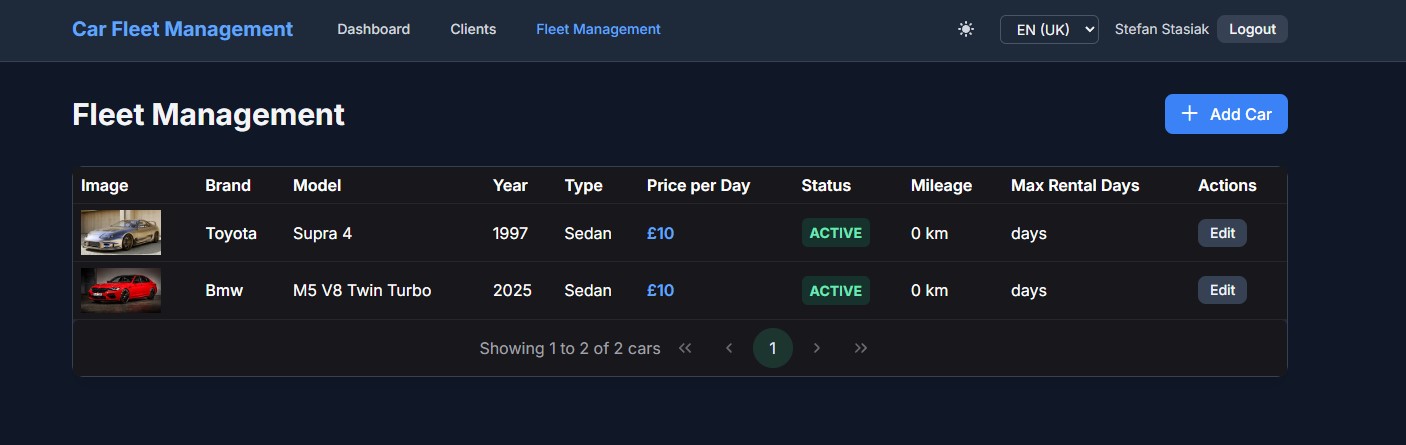 Car Fleet Management Dashboard Clients Fleet Management EN (UK) Stefan Stasiak Logout
Fleet Management + Add Car
Image Brand Model Year Type Price per Day Status Mileage Max Rental Days Actions
Toyota Supra 4 1997 Sedan £10 ACTIVE 0 km days Edit
Bmw M5 V8 Twin Turbo 2025 Sedan £10 ACTIVE 0 km days Edit
Showing 1 to 2 of 2 cars « ‹ 1 › »